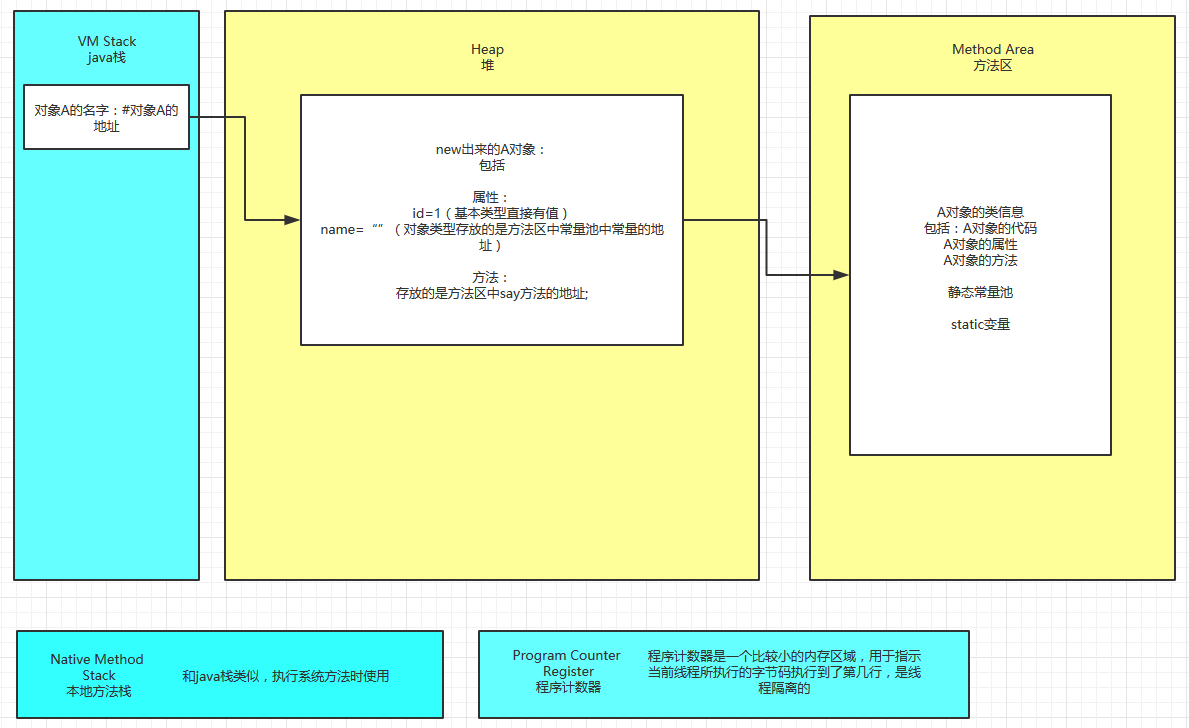 VM Stack
java栈
对象A的名字：#对象A的
地址
Heap
堆
new出来的A对象：
包括
属性：
id=1（基本类型直接有值）
name=“”（对象类型存放的是方法区中常量池中常量的地
址）
方法：
存放的是方法区中say方法的地址;
Method Area
方法区
A对象的类信息
包括：A对象的代码
A对象的属性
A对象的方法
静态常量池
static变量
Native Method
Stack
本地方法栈
和java栈类似，执行系统方法时使用
Program Counter
Register
程序计数器
程序计数器是一个比较小的内存区域，用于指示
当前线程所执行的字节码执行到了第几行，是线
程隔离的